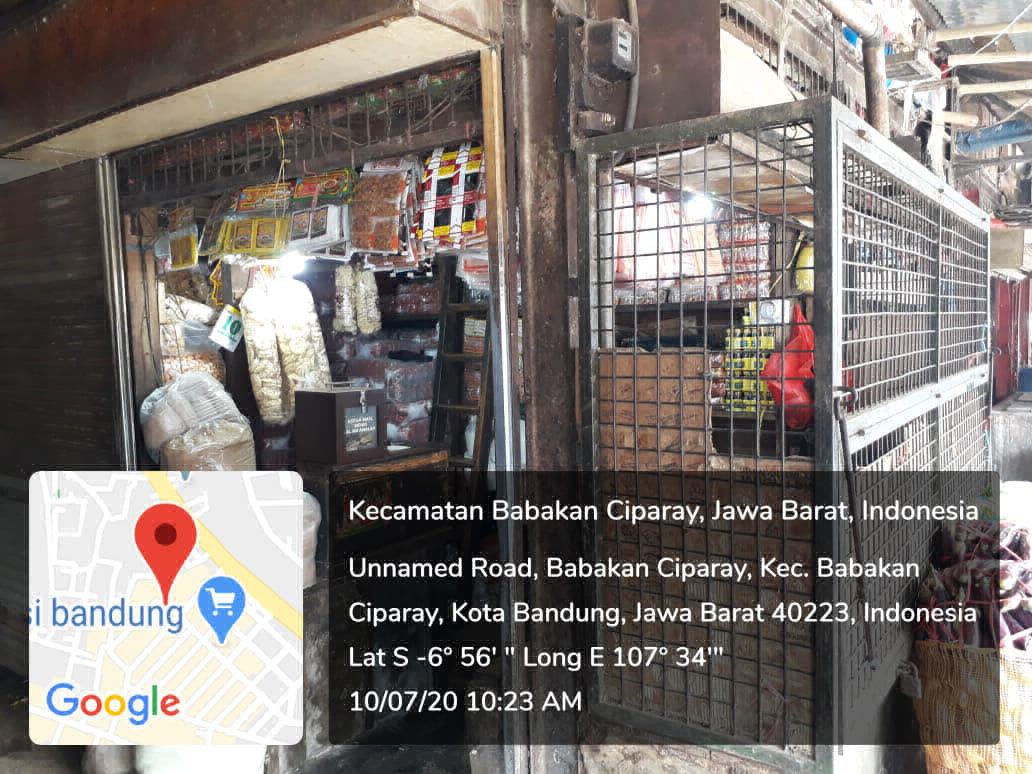 Kecamatan Babakan Ciparay, Jawa Barat, Indonesia
Unnamed Road, Babakan Ciparay, Kec. Babakan
Ciparay, Kota Bandung, Jawa Barat 40223, Indonesia
Lat S -6° 56' " Long E 107° 34'"
10/07/20 10:23 AM
si bandung
Google